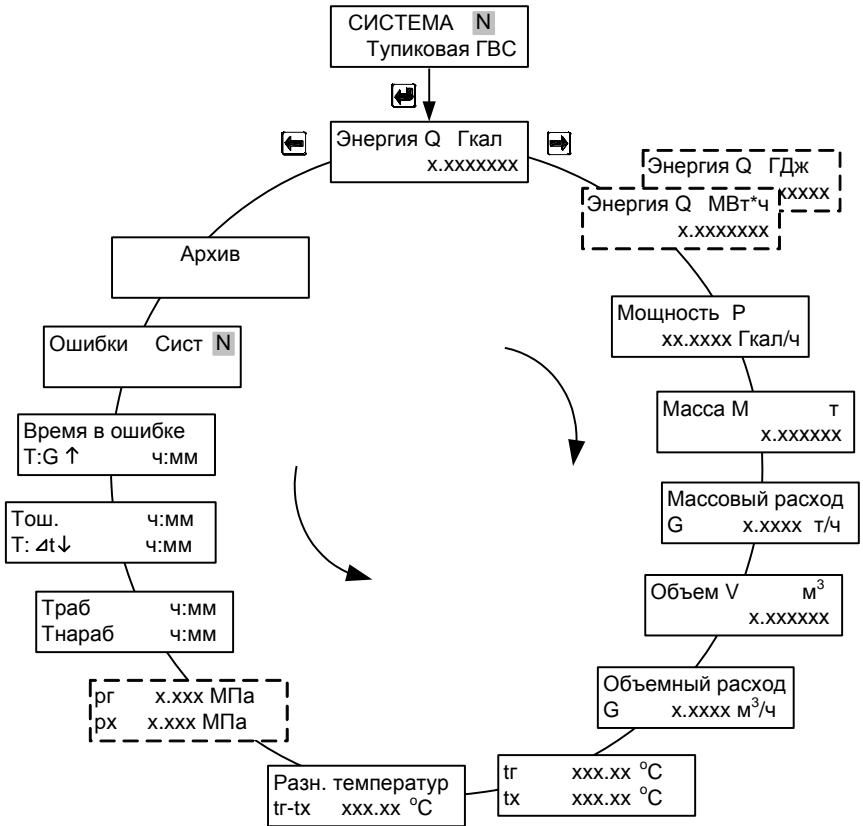 СИСТЕМА N
Тупиковая ГВС
Энергия Q Гкал
x.xxxxxxx
Энергия Q ГДж
xxxxx
Энергия Q МВт*ч
x.xxxxxxx
Архив
Мощность P
xx.xxxx Гкал/ч
Ошибки Сист N
Масса М т
x.xxxxxx
Время в ошибке
T:G ↑ ч:мм
Массовый расход
G x.xxxx т/ч
Тош. ч:мм
T: ⊿t↓ ч:мм
Объем V м³
x.xxxxxx
Траб ч:мм
Тнараб ч:мм
Объемный расход
G x.xxxx м³/ч
рг x.xxx МПа
рх x.xxx МПа
tг xxx.xx °C
tх xxx.xx °C
Разн. температур
tг-tх xxx.xx °C